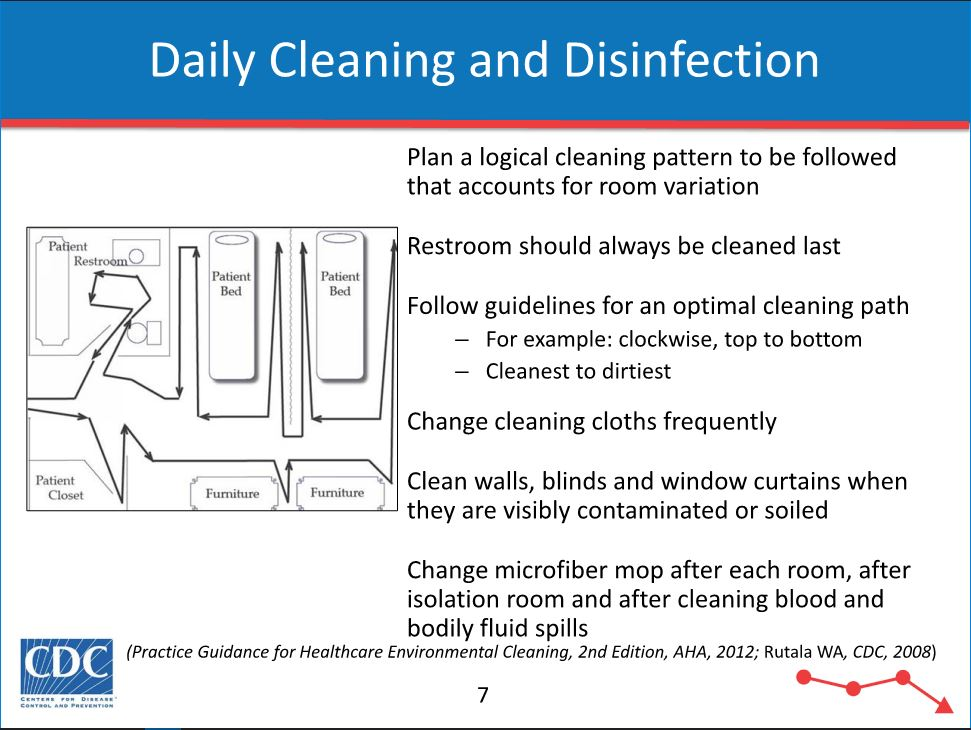 Daily Cleaning and Disinfection
Plan a logical cleaning pattern to be followed
that accounts for room variation
Restroom should always be cleaned last
Follow guidelines for an optimal cleaning path
– For example: clockwise, top to bottom
– Cleanest to dirtiest
Change cleaning cloths frequently
Clean walls, blinds and window curtains when
they are visibly contaminated or soiled
Change microfiber mop after each room, after
isolation room and after cleaning blood and
bodily fluid spills
Patient
Restroom
Patient
Bed
Patient
Bed
Patient
Closet
Furniture
Furniture
(Practice Guidance for Healthcare Environmental Cleaning, 2nd Edition, AHA, 2012; Rutala WA, CDC, 2008)
CDC
CENTERS FOR DISEASE
CONTROL AND PREVENTION
7